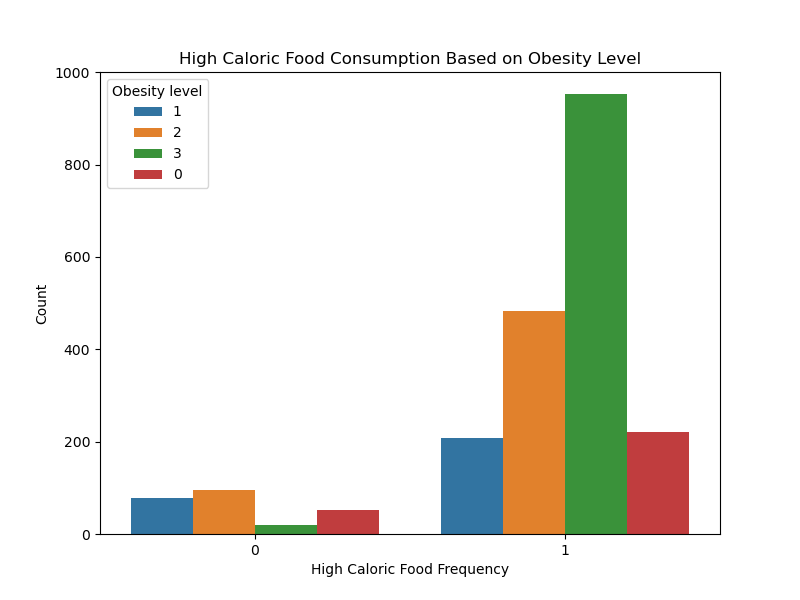 High Caloric Food Consumption Based on Obesity Level
Obesity level
1
2
3
0
1000
800
600
400
200
0
Count
0 1
High Caloric Food Frequency